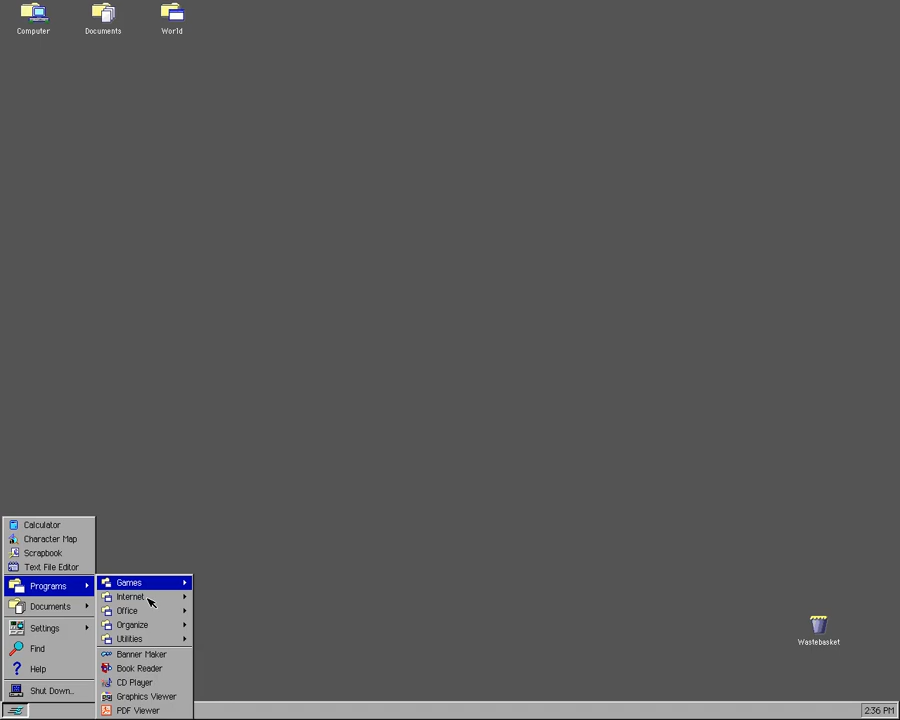 Computer
Documents
World
Wastebasket
Calculator
Character Map
Scrapbook
Text File Editor
Programs
Documents
Settings
Find
Help
Shut Down...
Games
Internet
Office
Organize
Utilities
Banner Maker
Book Reader
CD Player
Graphics Viewer
PDF Viewer
2:36 PM